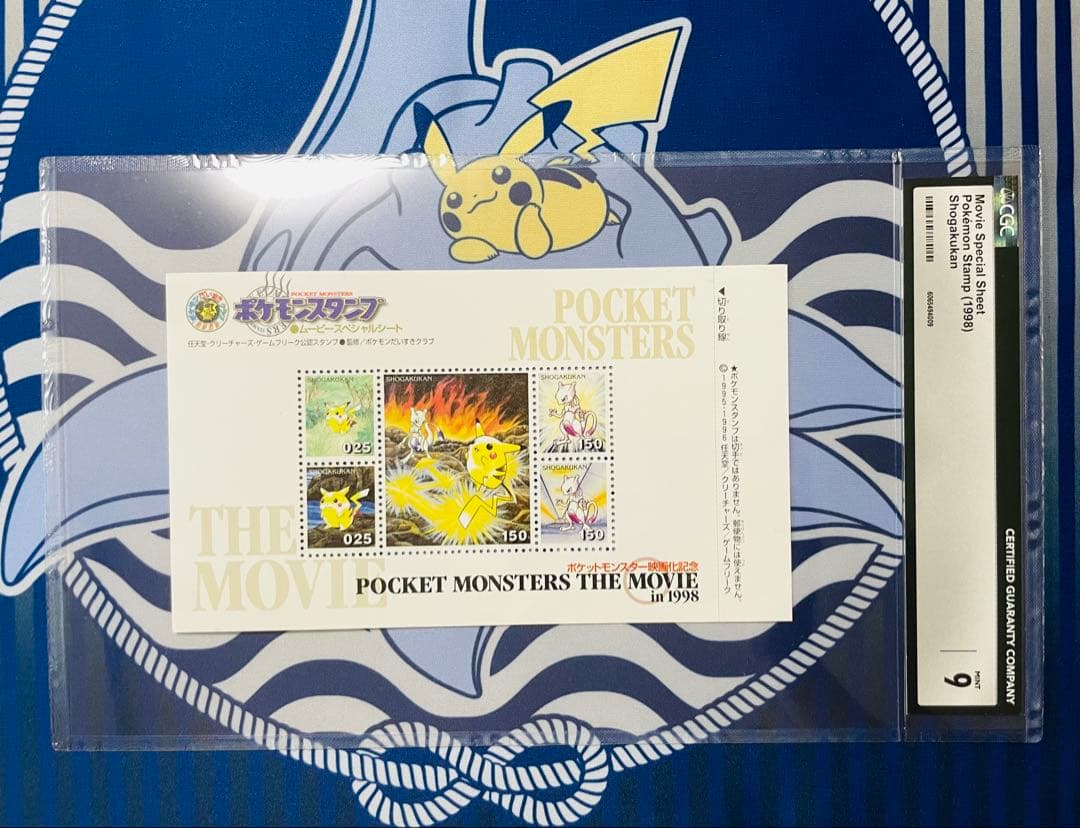 POCKET MONSTERS
ポケモンスタンプ
●ムービースペシャルシート
任天堂・クリーチャーズ・ゲームフリーク公認スタンプ●監修/ポケモンだいすきクラブ
POCKET
MONSTERS
◀切り取り線
★ポケモンスタンプは切手ではありません。郵便物には使えません。
©1995・1996 任天堂/クリーチャーズ/ゲームフリーク
SHOGAKUKAN
025
SHOGAKUKAN
150
SHOGAKUKAN
150
SHOGAKUKAN
025
SHOGAKUKAN
150
THE
MOVIE
ポケットモンスター映画化記念
POCKET MONSTERS THE MOVIE
in 1998
CGC
Movie Special Sheet
Pokémon Stamp (1998)
Shogakukan
6065494009
CERTIFIED GUARANTY COMPANY
MINT
9